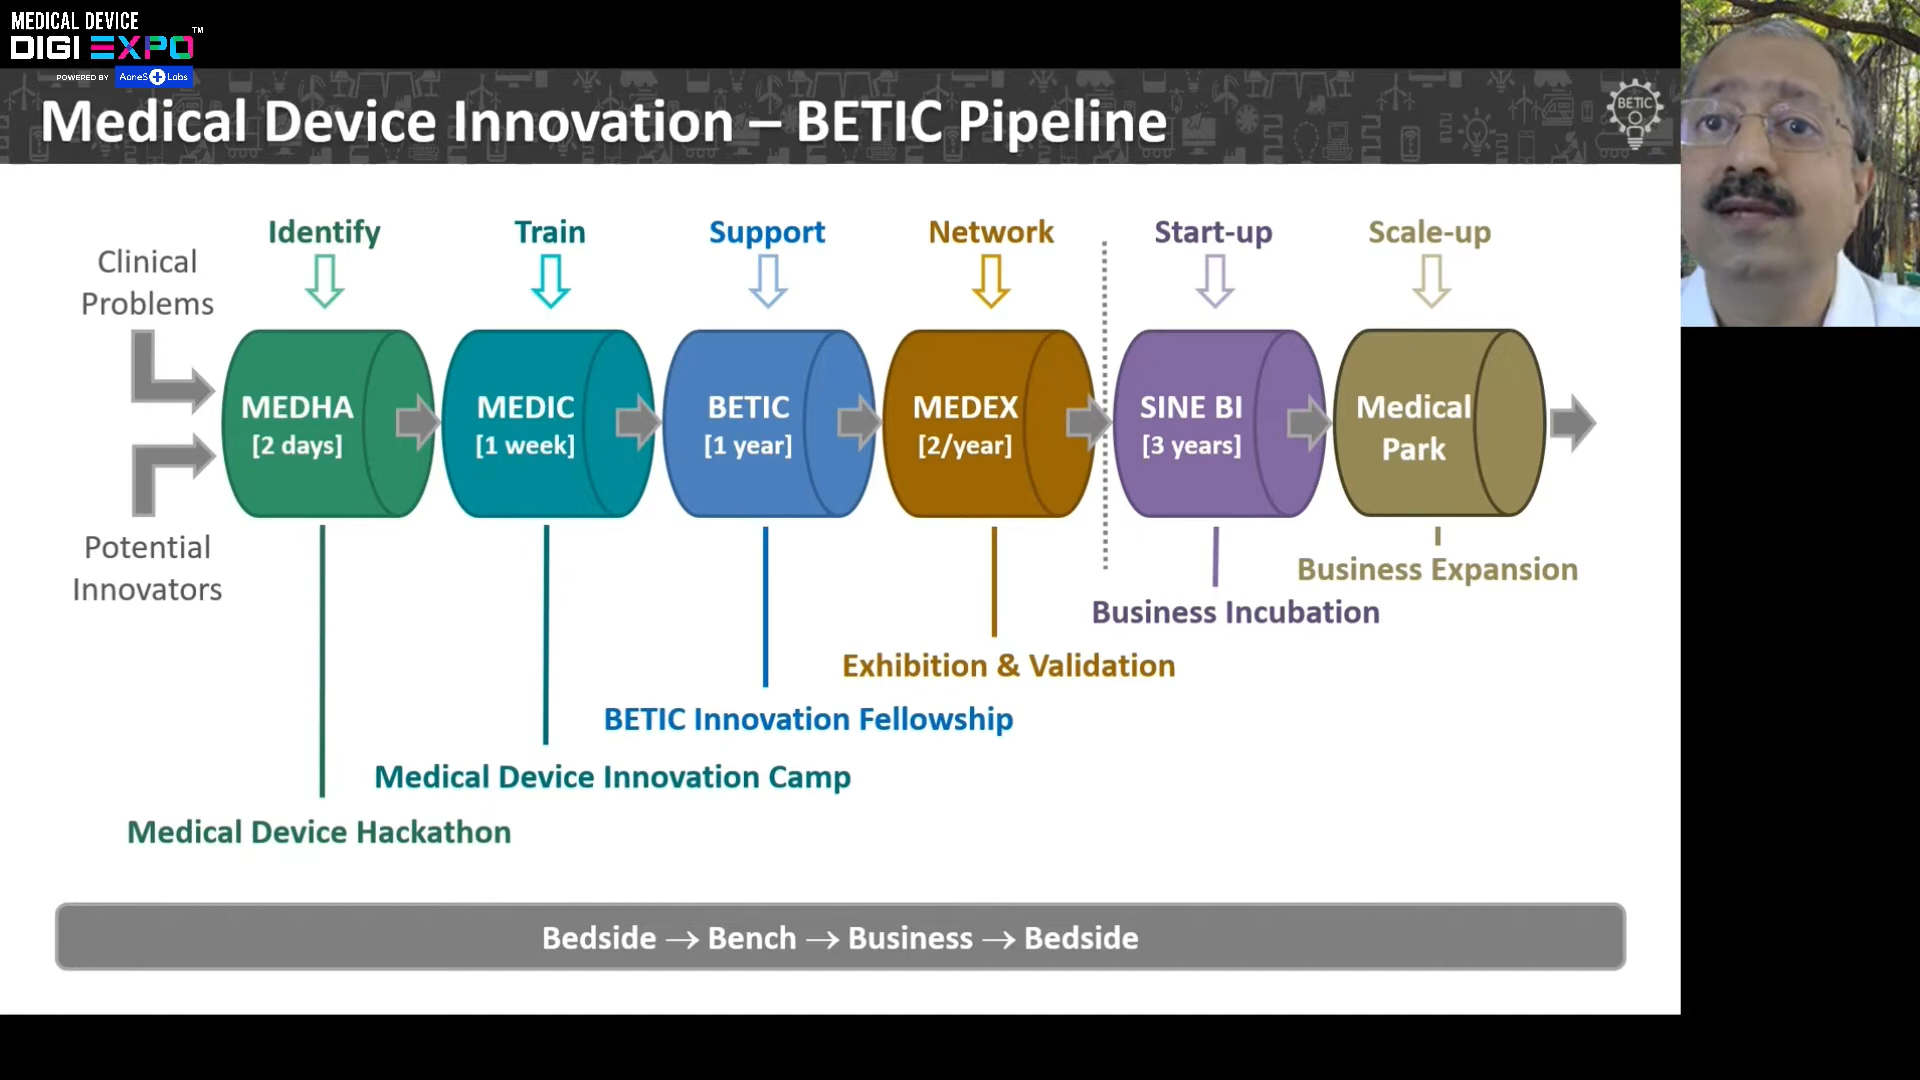 MEDICAL DEVICE
DIGI EXPO™
POWERED BY AorieS Labs
Medical Device Innovation – BETIC Pipeline
BETIC
Identify
Train
Support
Network
Start-up
Scale-up
Clinical
Problems
Potential
Innovators
MEDHA
[2 days]
MEDIC
[1 week]
BETIC
[1 year]
MEDEX
[2/year]
SINE BI
[3 years]
Medical
Park
Business Expansion
Business Incubation
Exhibition & Validation
BETIC Innovation Fellowship
Medical Device Innovation Camp
Medical Device Hackathon
Bedside → Bench → Business → Bedside